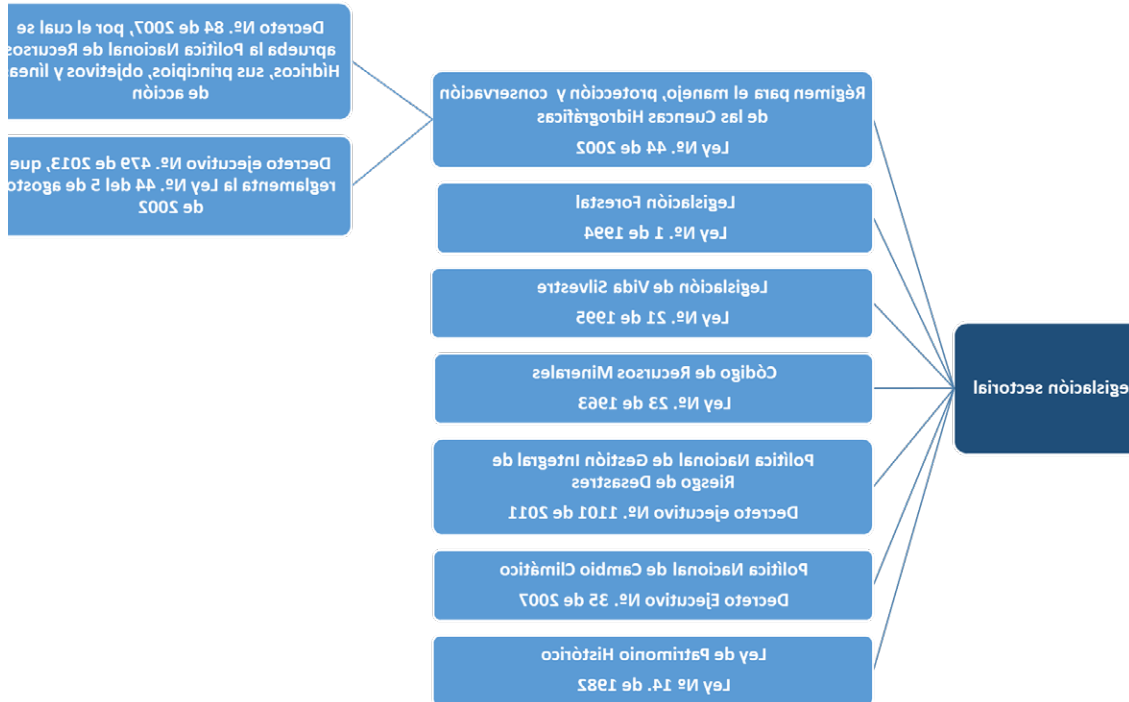 egislación sectorial
Régimen para el manejo, protección y conservación
de las Cuencas Hidrográficas
Ley Nº. 44 de 2002
Decreto Nº. 84 de 2007, por el cual se
aprueba la Política Nacional de Recursos
Hídricos, sus principios, objetivos y línea
de acción
Decreto ejecutivo Nº. 479 de 2013, que
reglamenta la Ley Nº. 44 del 5 de agosto
de 2002
Legislación Forestal
Ley Nº. 1 de 1994
Legislación de Vida Silvestre
Ley Nº. 21 de 1995
Código de Recursos Minerales
Ley Nº. 23 de 1963
Política Nacional de Gestión Integral de
Riesgo de Desastres
Decreto ejecutivo Nº. 1101 de 2011
Política Nacional de Cambio Climático
Decreto Ejecutivo Nº. 35 de 2007
Ley de Patrimonio Histórico
Ley Nº 14. de 1982